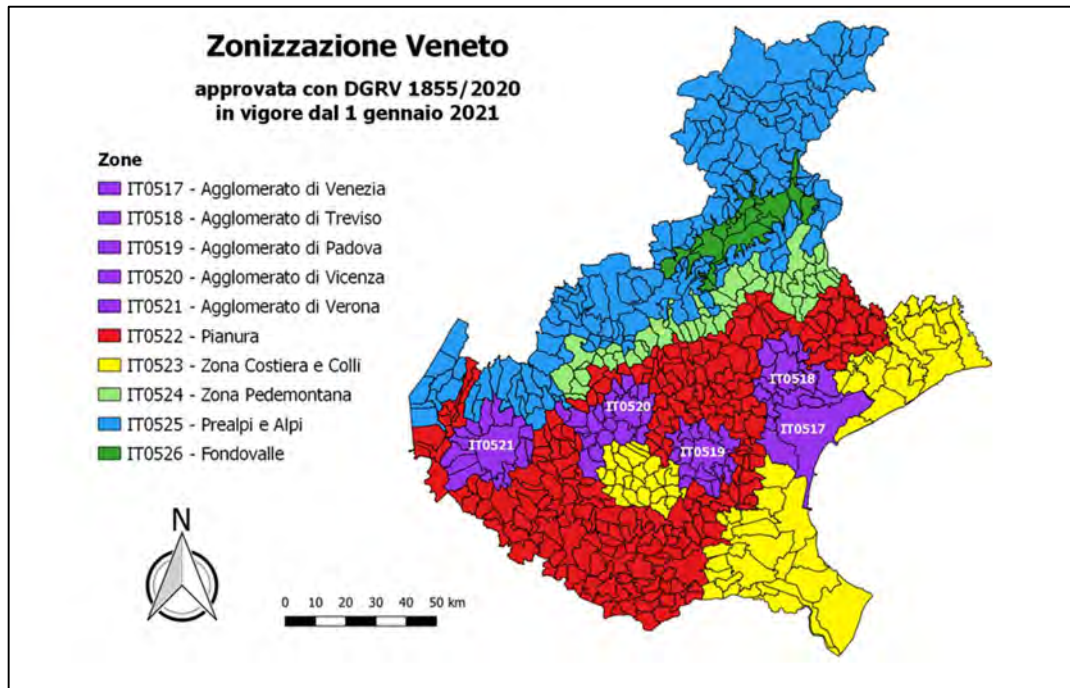 Zonizzazione Veneto
approvata con DGRV 1855/2020
in vigore dal 1 gennaio 2021
Zone
IT0517 - Agglomerato di Venezia
IT0518 - Agglomerato di Treviso
IT0519 - Agglomerato di Padova
IT0520 - Agglomerato di Vicenza
IT0521 - Agglomerato di Verona
IT0522 - Pianura
IT0523 - Zona Costiera e Colli
IT0524 - Zona Pedemontana
IT0525 - Prealpi e Alpi
IT0526 - Fondovalle
IT0518
IT0520
IT0517
IT0521
IT0519
N
0 10 20 30 40 50 km